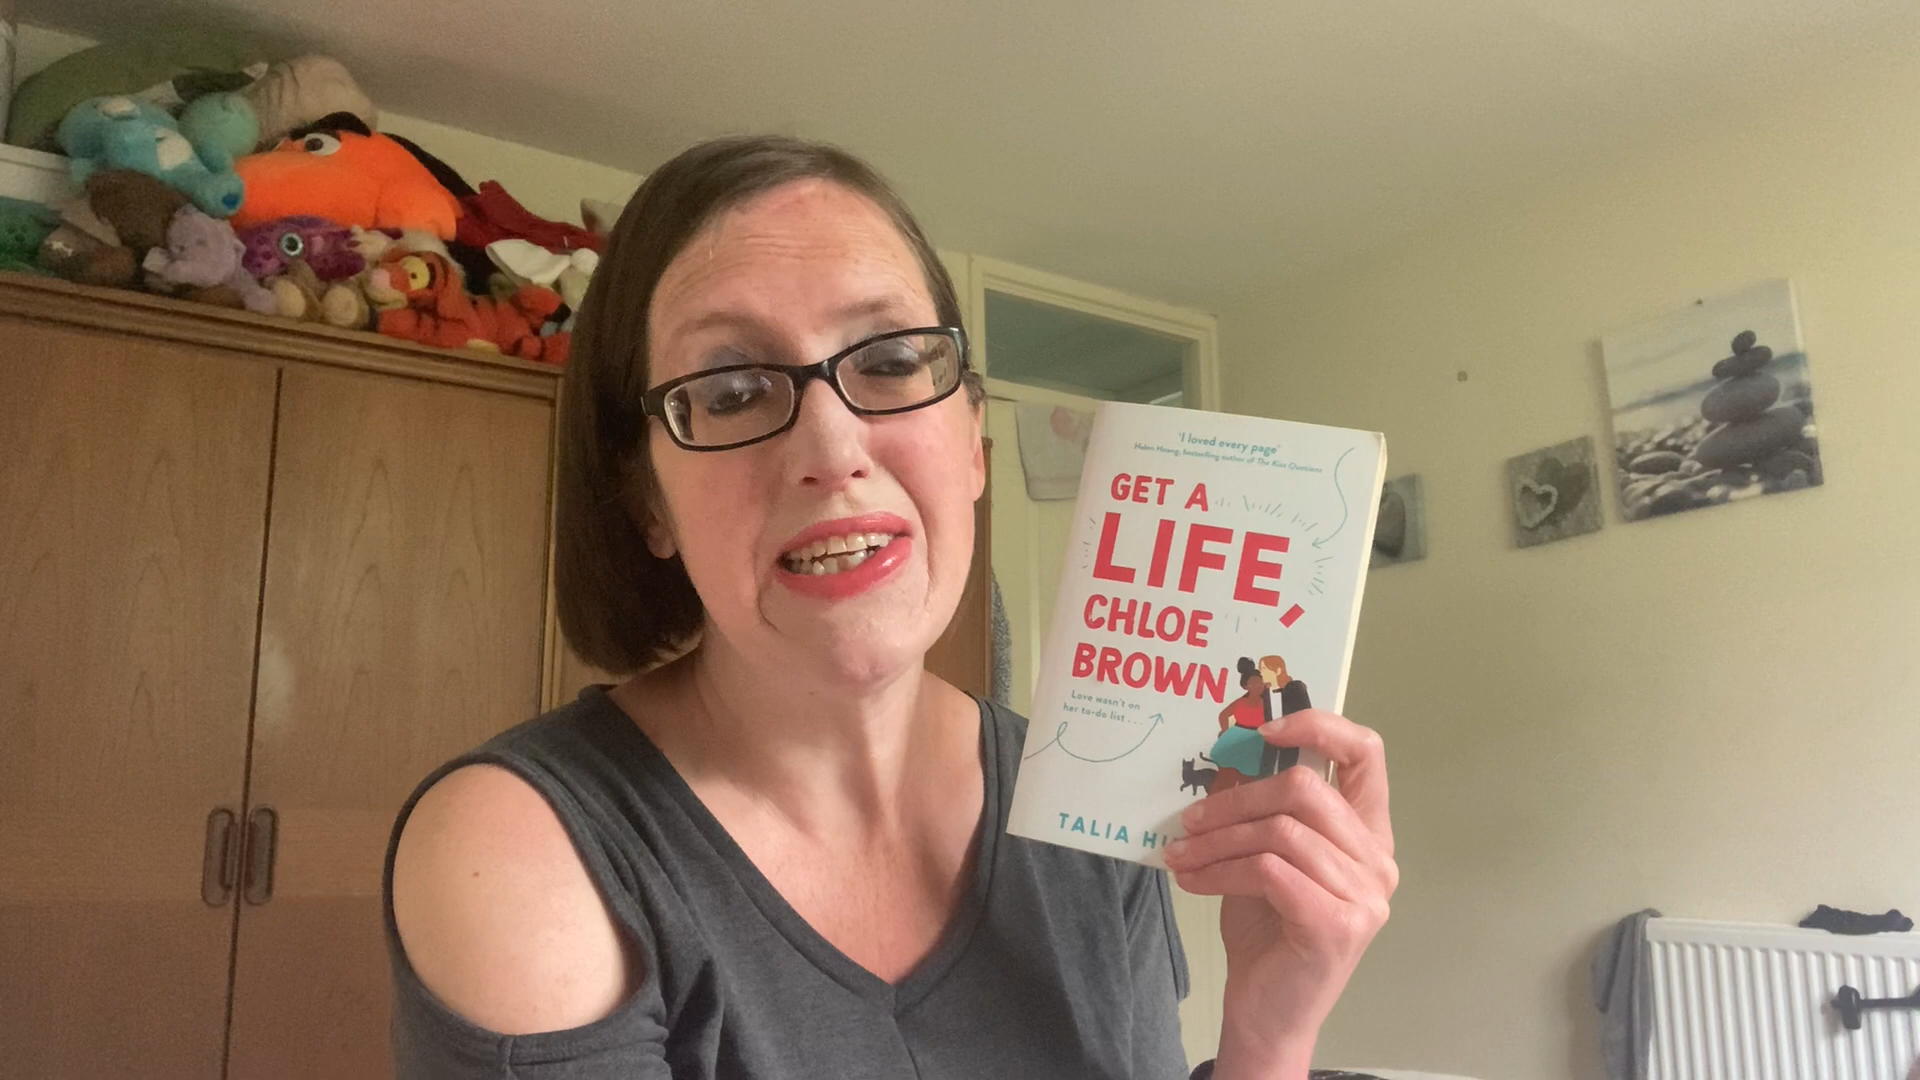 'I loved every page'
Helen Hoang, bestselling author of The Kiss Quotient
GET A
LIFE,
CHLOE
BROWN
Love wasn't on
her to-do list . . .
TALIA